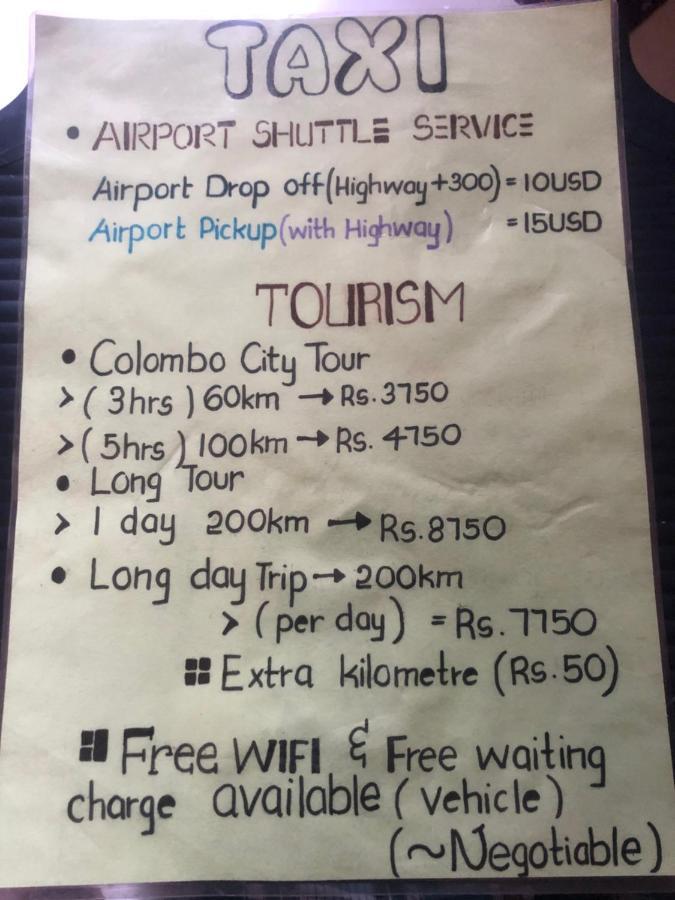 TAXI
• AIRPORT SHUTTLE SERVICE
Airport Drop off(Highway+300) = 10USD
Airport Pickup(with Highway) = 15USD
TOURISM
• Colombo City Tour
> ( 3hrs ) 60km → Rs.3750
> ( 5hrs ) 100km → Rs. 4750
• Long Tour
> 1 day 200km → Rs.8750
• Long day Trip → 200km
> (per day) = Rs.7750
Extra kilometre (Rs.50)
Free WIFI & Free waiting
charge available (vehicle)
(~Negotiable)